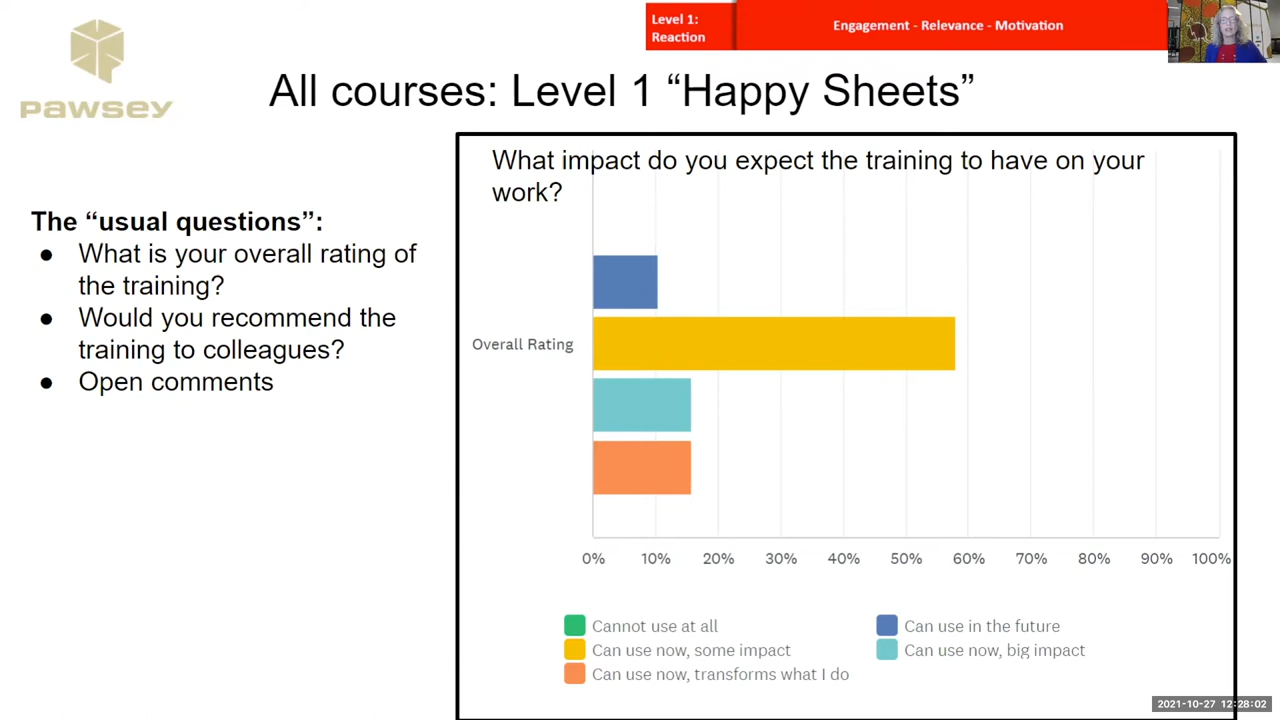 Level 1:
Reaction
Engagement - Relevance - Motivation
PAWSEY
All courses: Level 1 “Happy Sheets”
The “usual questions”:
● What is your overall rating of
the training?
● Would you recommend the
training to colleagues?
● Open comments
What impact do you expect the training to have on your
work?
Overall Rating
0% 10% 20% 30% 40% 50% 60% 70% 80% 90% 100%
Cannot use at all
Can use in the future
Can use now, some impact
Can use now, big impact
Can use now, transforms what I do
2021-10-27 12:28:02